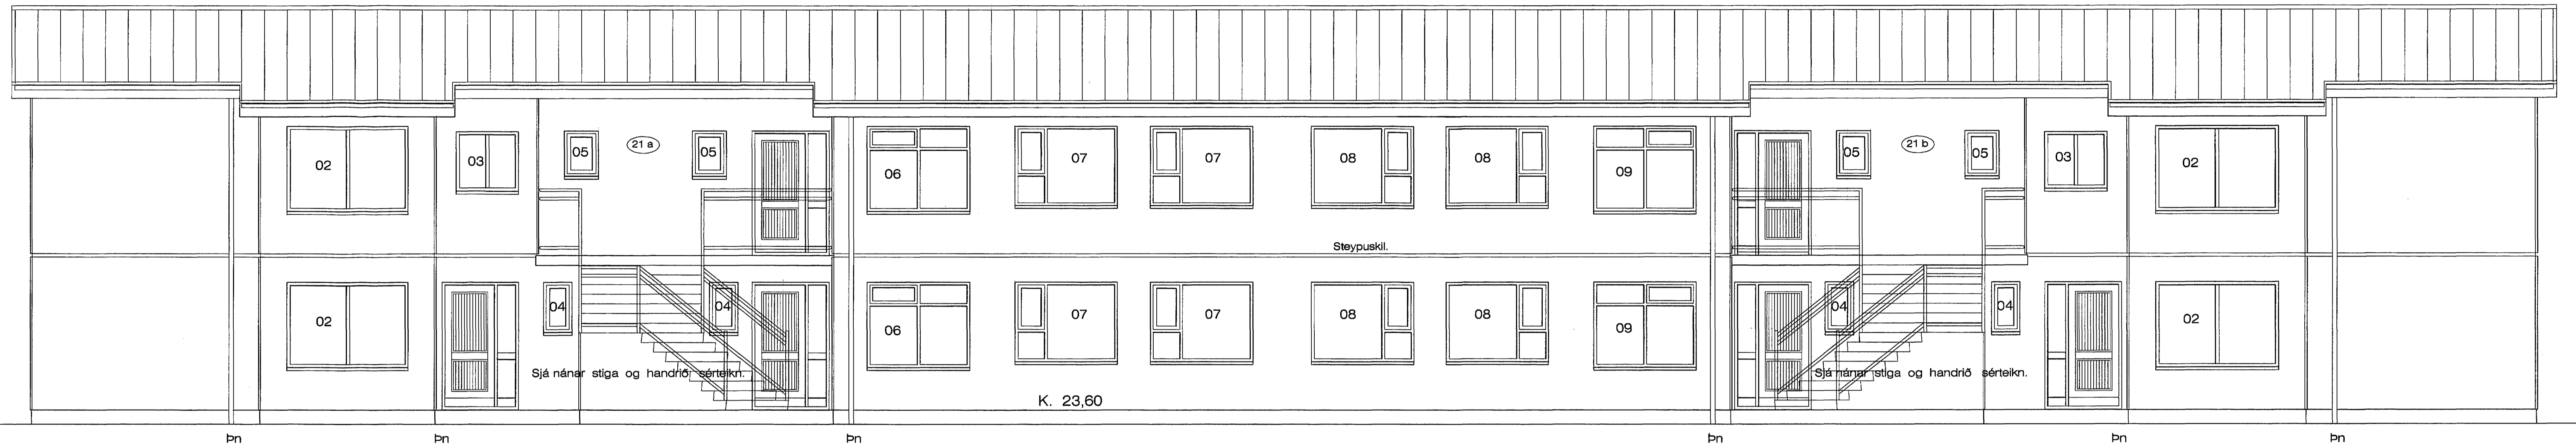 02 03 05 21 a 05 06 07 07 08 08 09 05 21 b 05 03 02
Steypuskil.
02 04 04 06 07 07 08 08 09 04 04 02
Sjá nánar stiga og handrið sérteikn. Sjá nánar stiga og handrið sérteikn.
K. 23,60
Þn Þn Þn Þn Þn Þn